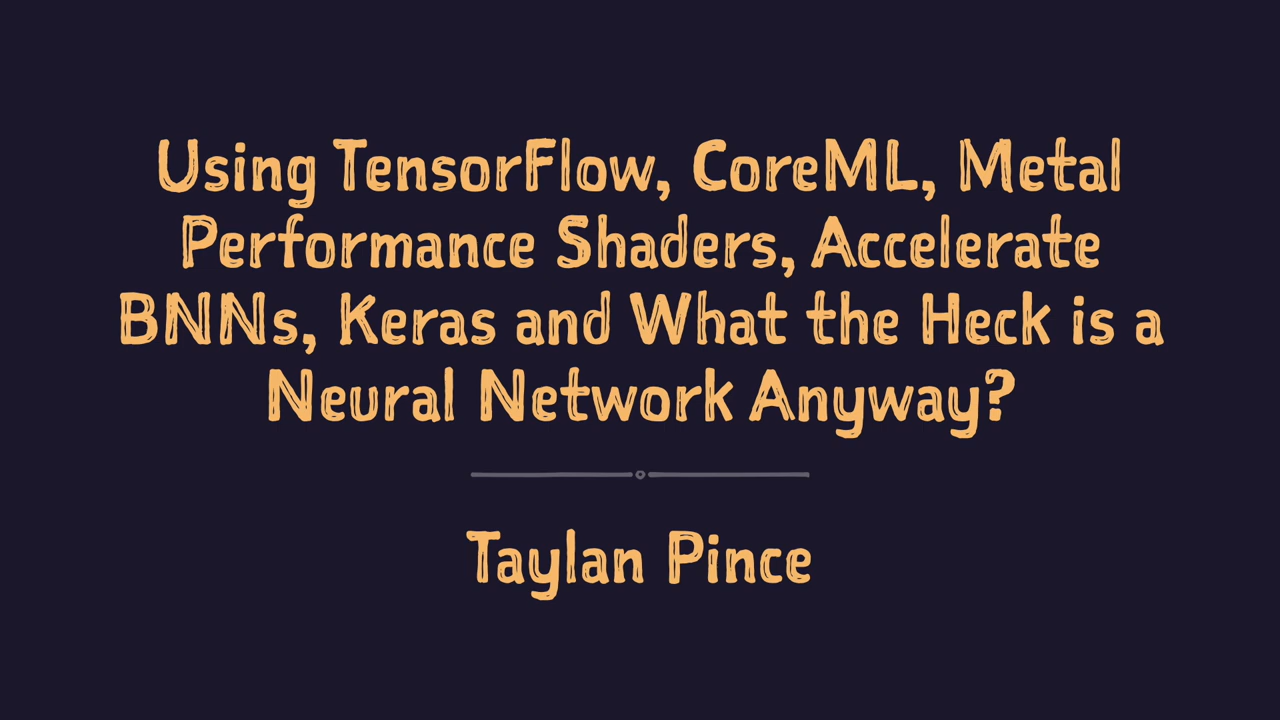 Using TensorFlow, CoreML, Metal
Performance Shaders, Accelerate
BNNs, Keras and What the Heck is a
Neural Network Anyway?
Taylan Pince